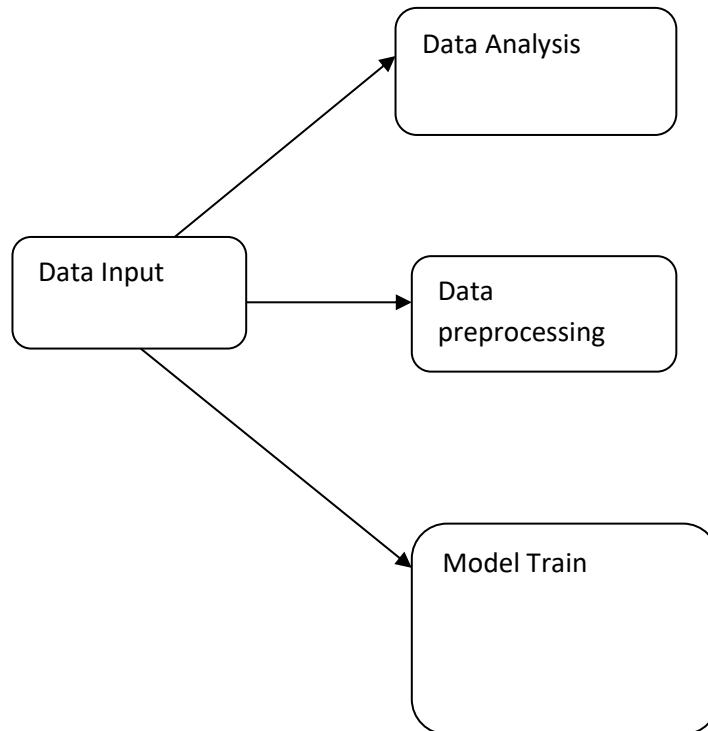 Data Analysis
Data Input
Data
preprocessing
Model Train